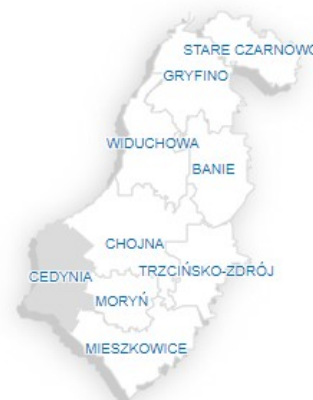 STARE CZARNOWO
GRYFINO
WIDUCHOWA
BANIE
CHOJNA
TRZCIŃSKO-ZDRÓJ
CEDYNIA
MORYŃ
MIESZKOWICE